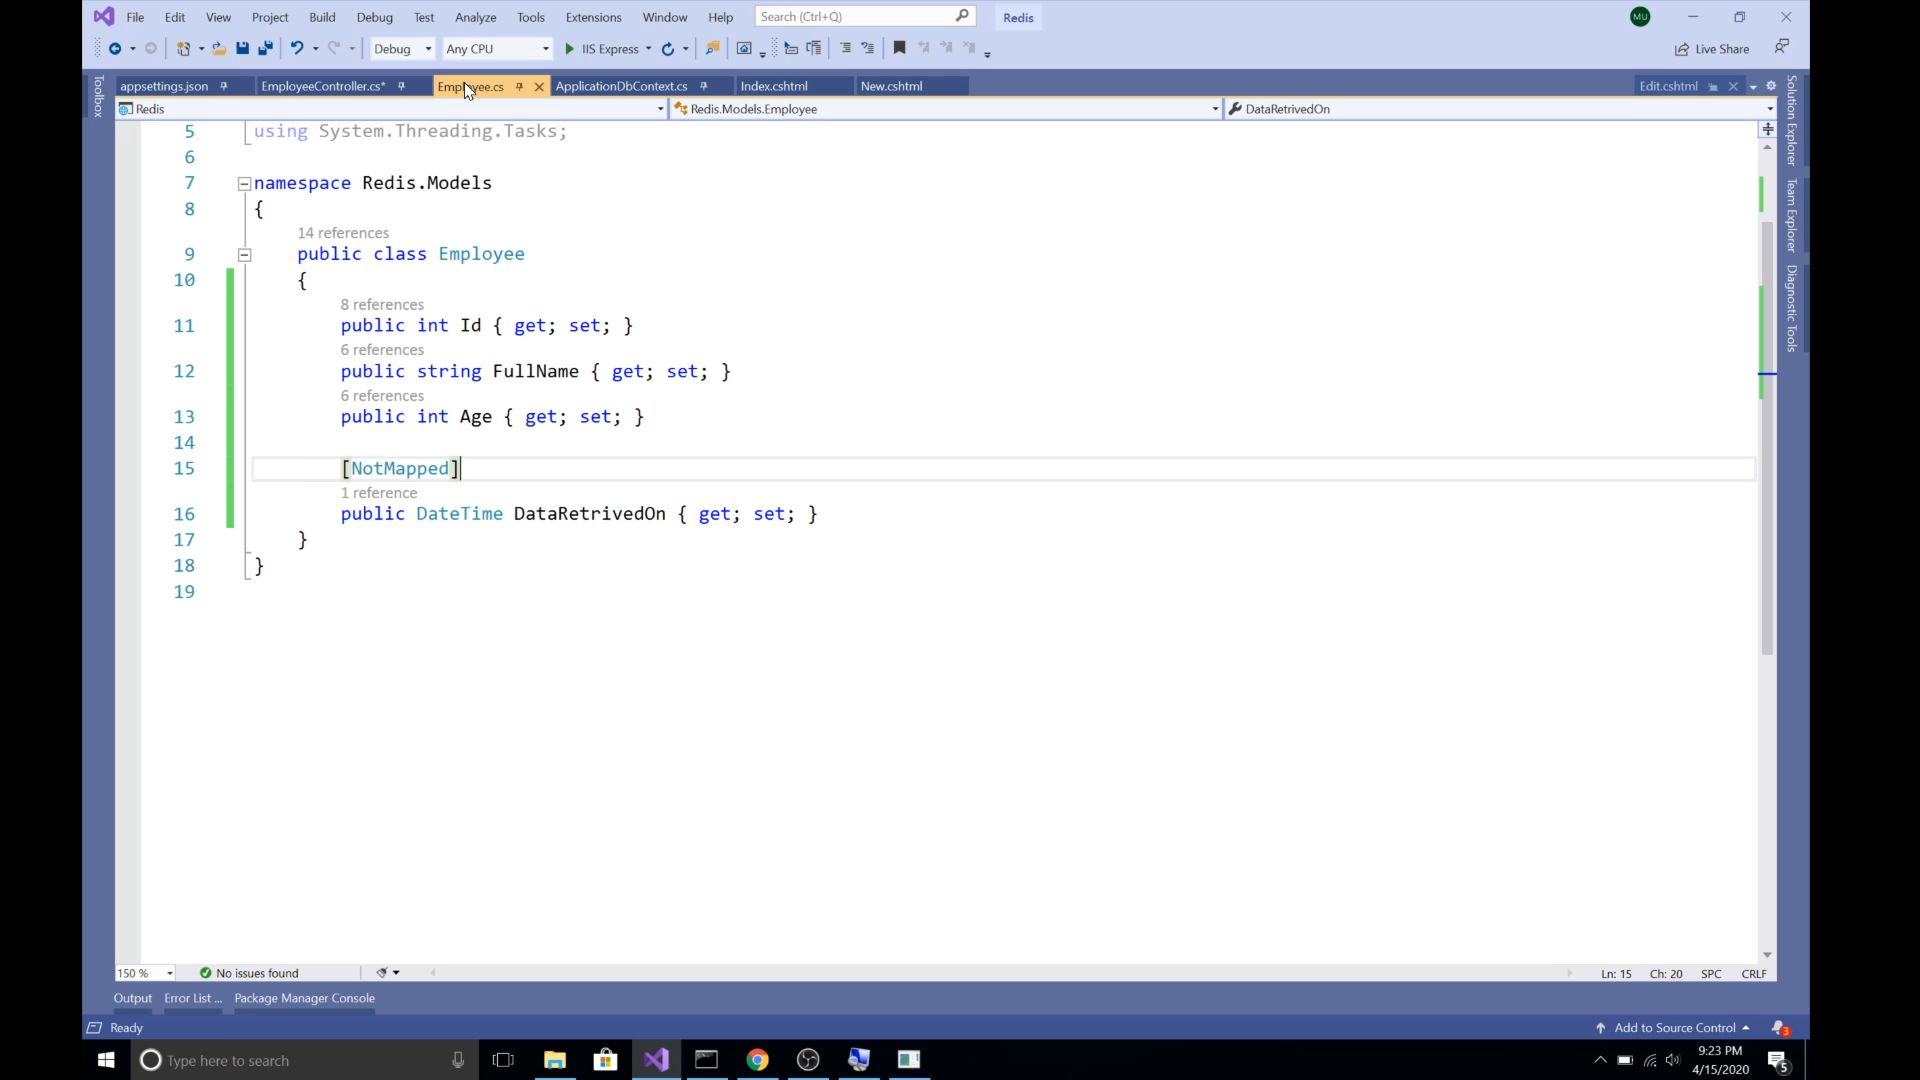 File Edit View Project Build Debug Test Analyze Tools Extensions Window Help Search (Ctrl+Q) Redis MU
Debug Any CPU IIS Express Live Share
appsettings.json EmployeeController.cs* Employee.cs ApplicationDbContext.cs Index.cshtml New.cshtml Edit.cshtml
Redis Redis.Models.Employee DataRetrivedOn
Toolbox
Solution Explorer
Team Explorer
Diagnostic Tools
5 using System.Threading.Tasks;
6
7 namespace Redis.Models
8 {
14 references
9 public class Employee
10 {
8 references
11 public int Id { get; set; }
6 references
12 public string FullName { get; set; }
6 references
13 public int Age { get; set; }
14
15 [NotMapped]
1 reference
16 public DateTime DataRetrivedOn { get; set; }
17 }
18 }
19
150 % No issues found Ln: 15 Ch: 20 SPC CRLF
Output Error List ... Package Manager Console
Ready Add to Source Control 3
Type here to search 9:23 PM
4/15/2020 5